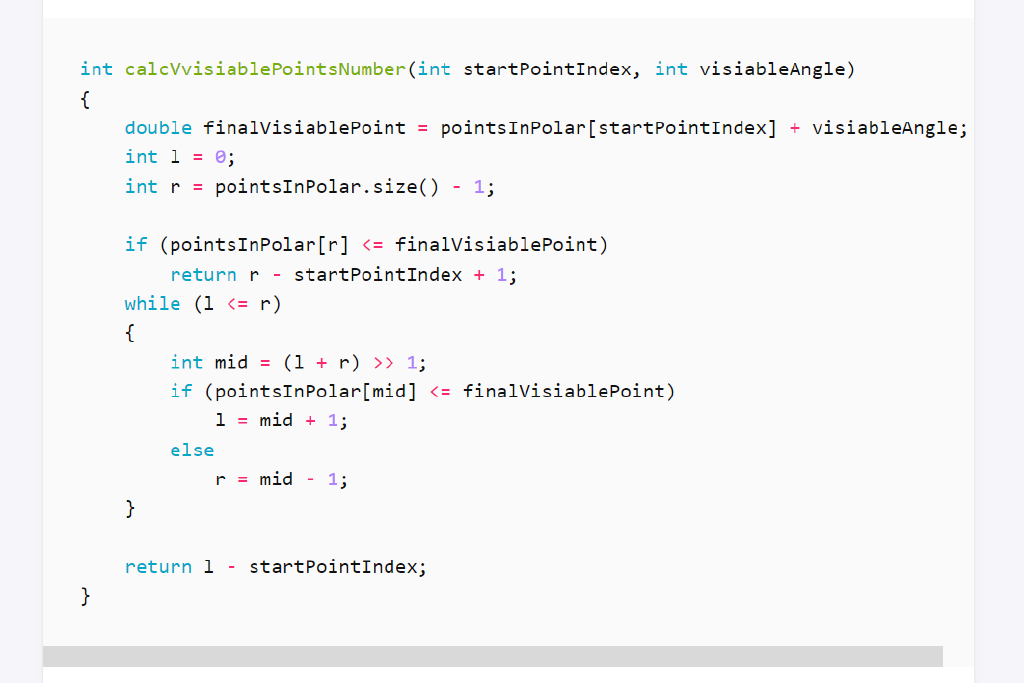 int calcVvisiablePointsNumber(int startPointIndex, int visiableAngle)
{
    double finalVisiablePoint = pointsInPolar[startPointIndex] + visiableAngle;
    int l = 0;
    int r = pointsInPolar.size() - 1;

    if (pointsInPolar[r] <= finalVisiablePoint)
        return r - startPointIndex + 1;
    while (l <= r)
    {
        int mid = (l + r) >> 1;
        if (pointsInPolar[mid] <= finalVisiablePoint)
            l = mid + 1;
        else
            r = mid - 1;
    }

    return l - startPointIndex;
}